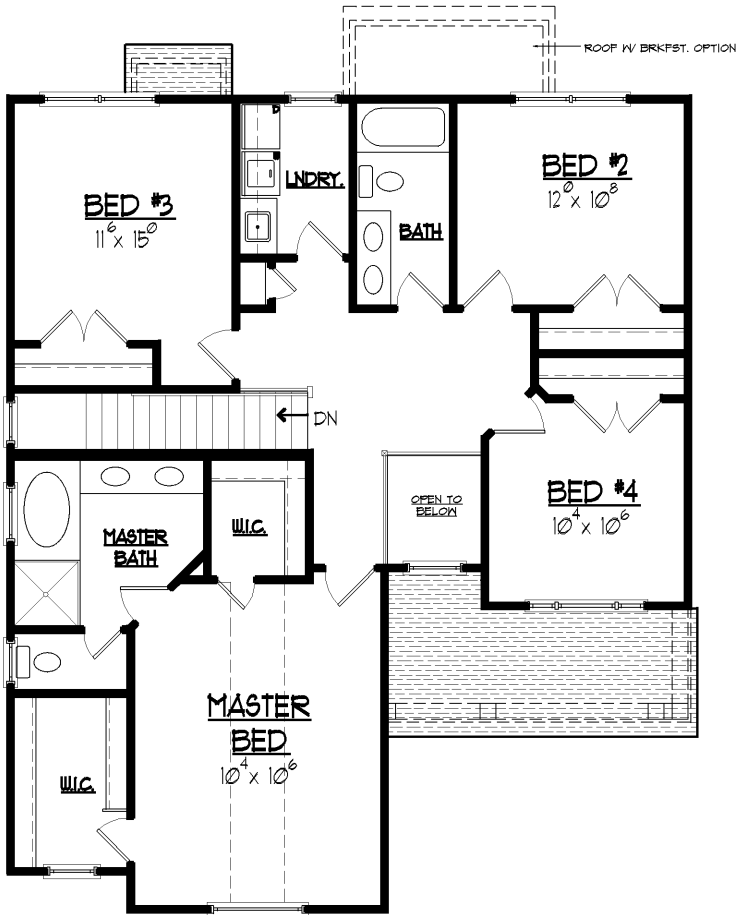 ROOF W/ BRKFST. OPTION
BED #2
12⁰ x 10⁸
LNDRY.
BED #3
11⁶ x 15⁰
BATH
DN
BED #4
10⁴ x 10⁶
OPEN TO
BELOW
W.I.C.
MASTER
BATH
MASTER
BED
10⁴ x 10⁶
W.I.C.